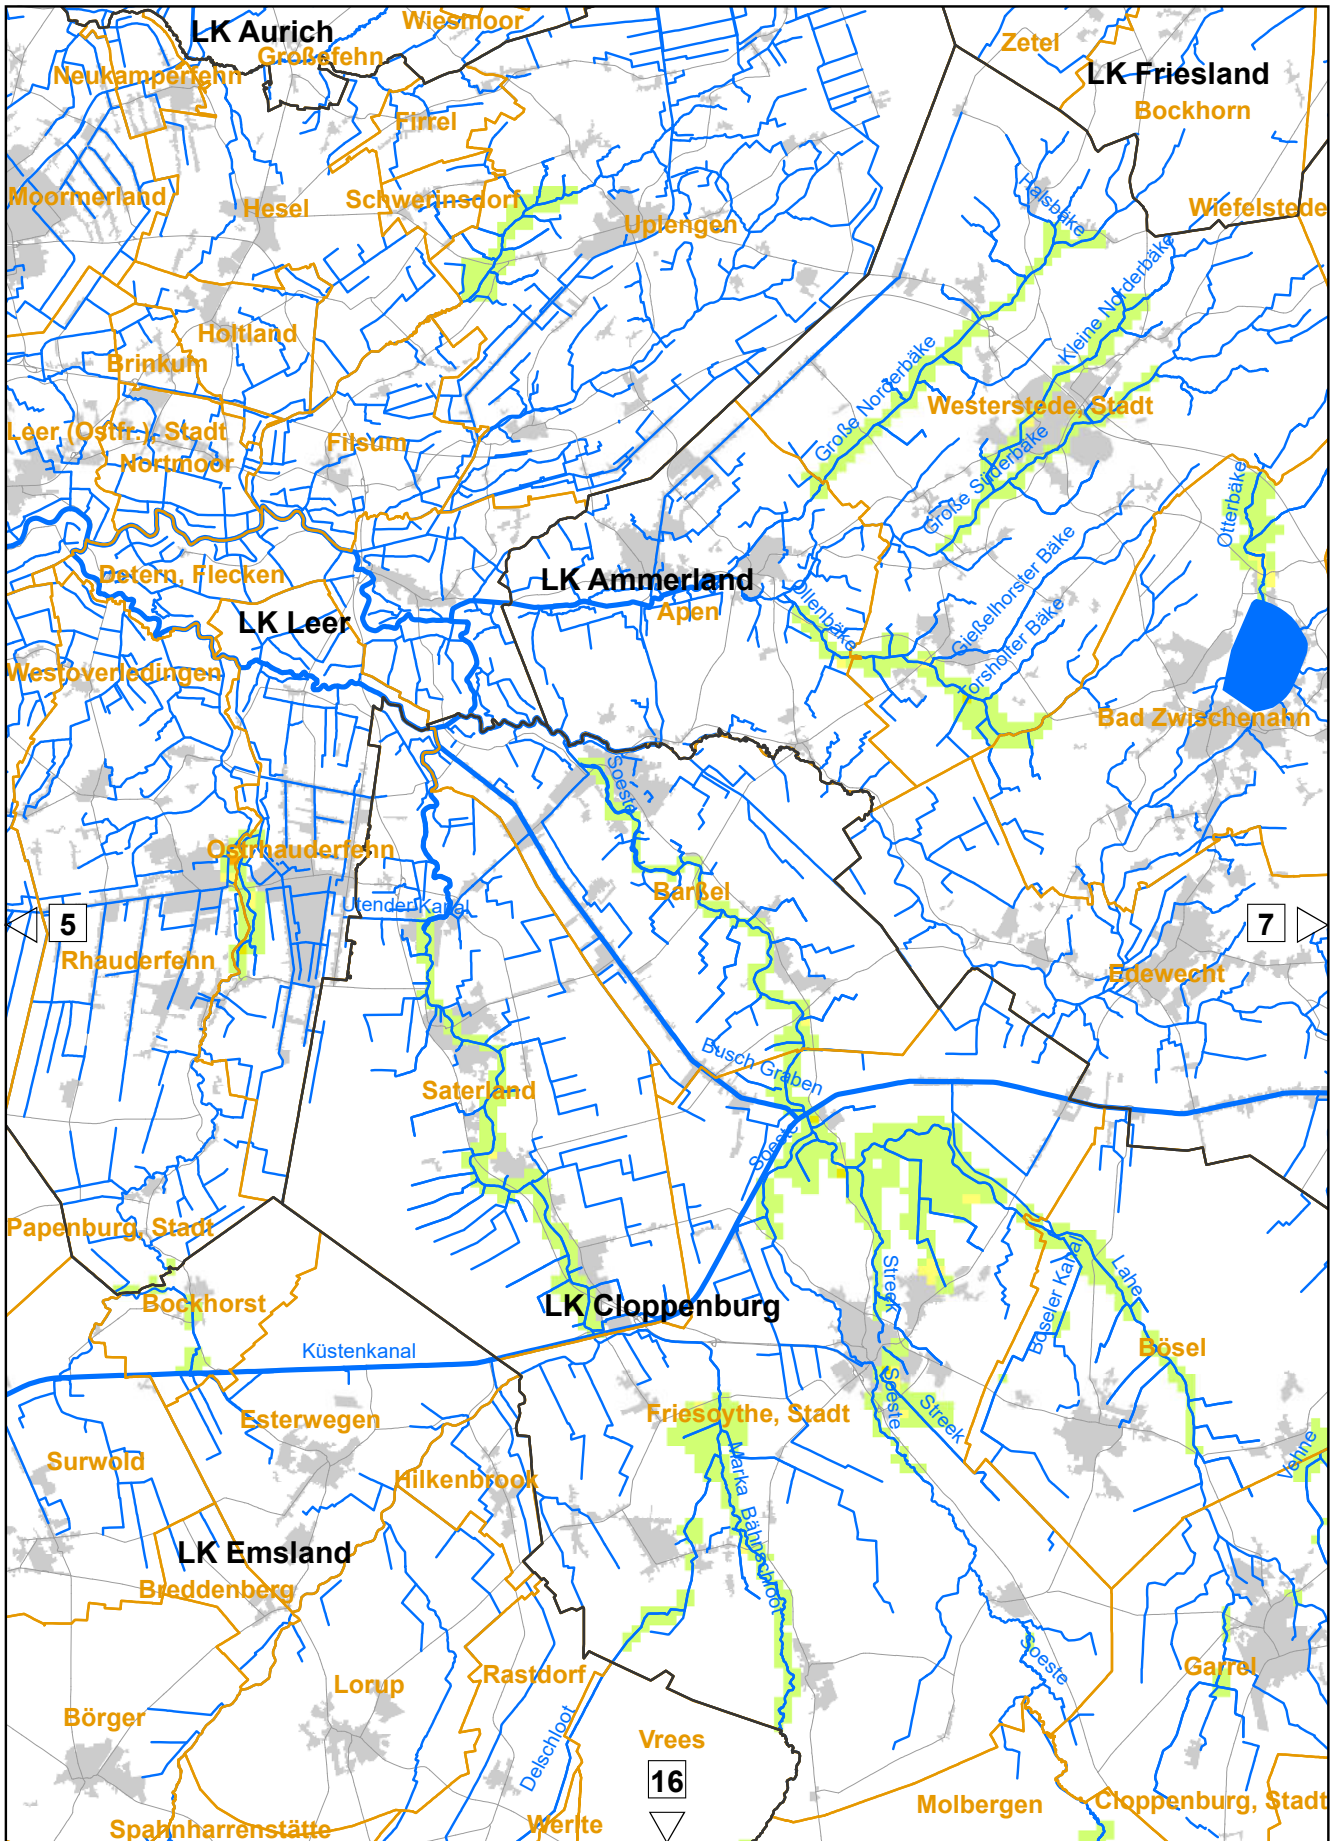 Wiesmoor
LK Aurich
Großefehn
Zetel
Neukamperfehn
LK Friesland
Bockhorn
Firrel
Moormerland
Hesel
Schwerinsdorf
Halsbäke
Wiefelstede
Uplengen
Kleine Norderbäke
Holtland
Brinkum
Große Norderbäke
Westerstede, Stadt
Leer (Ostfr.), Stadt
Filsum
Nortmoor
Große Süderbäke
Otterbäke
Detern, Flecken
LK Ammerland
Apen
Ollenbäke
Gießelhorster Bäke
LK Leer
Torsholter Bäke
Westoverledingen
Bad Zwischenahn
Soeste
Ostrhauderfehn
Barßel
Utender Kanal
5
7
Rhauderfehn
Edewecht
Busch Graben
Saterland
Soeste
Papenburg, Stadt
Streek
Böseler Kanal
Lahe
Bockhorst
LK Cloppenburg
Küstenkanal
Bösel
Soeste
Streek
Friesoythe, Stadt
Esterwegen
Surwold
Vehne
Hilkenbrook
Marka
Bähnschloot
LK Emsland
Breddenberg
Soeste
Garrel
Rastdorf
Lorup
Börger
Delschloot
Vrees
16
Molbergen
Cloppenburg, Stadt
Werlte
Spahnharrenstätte